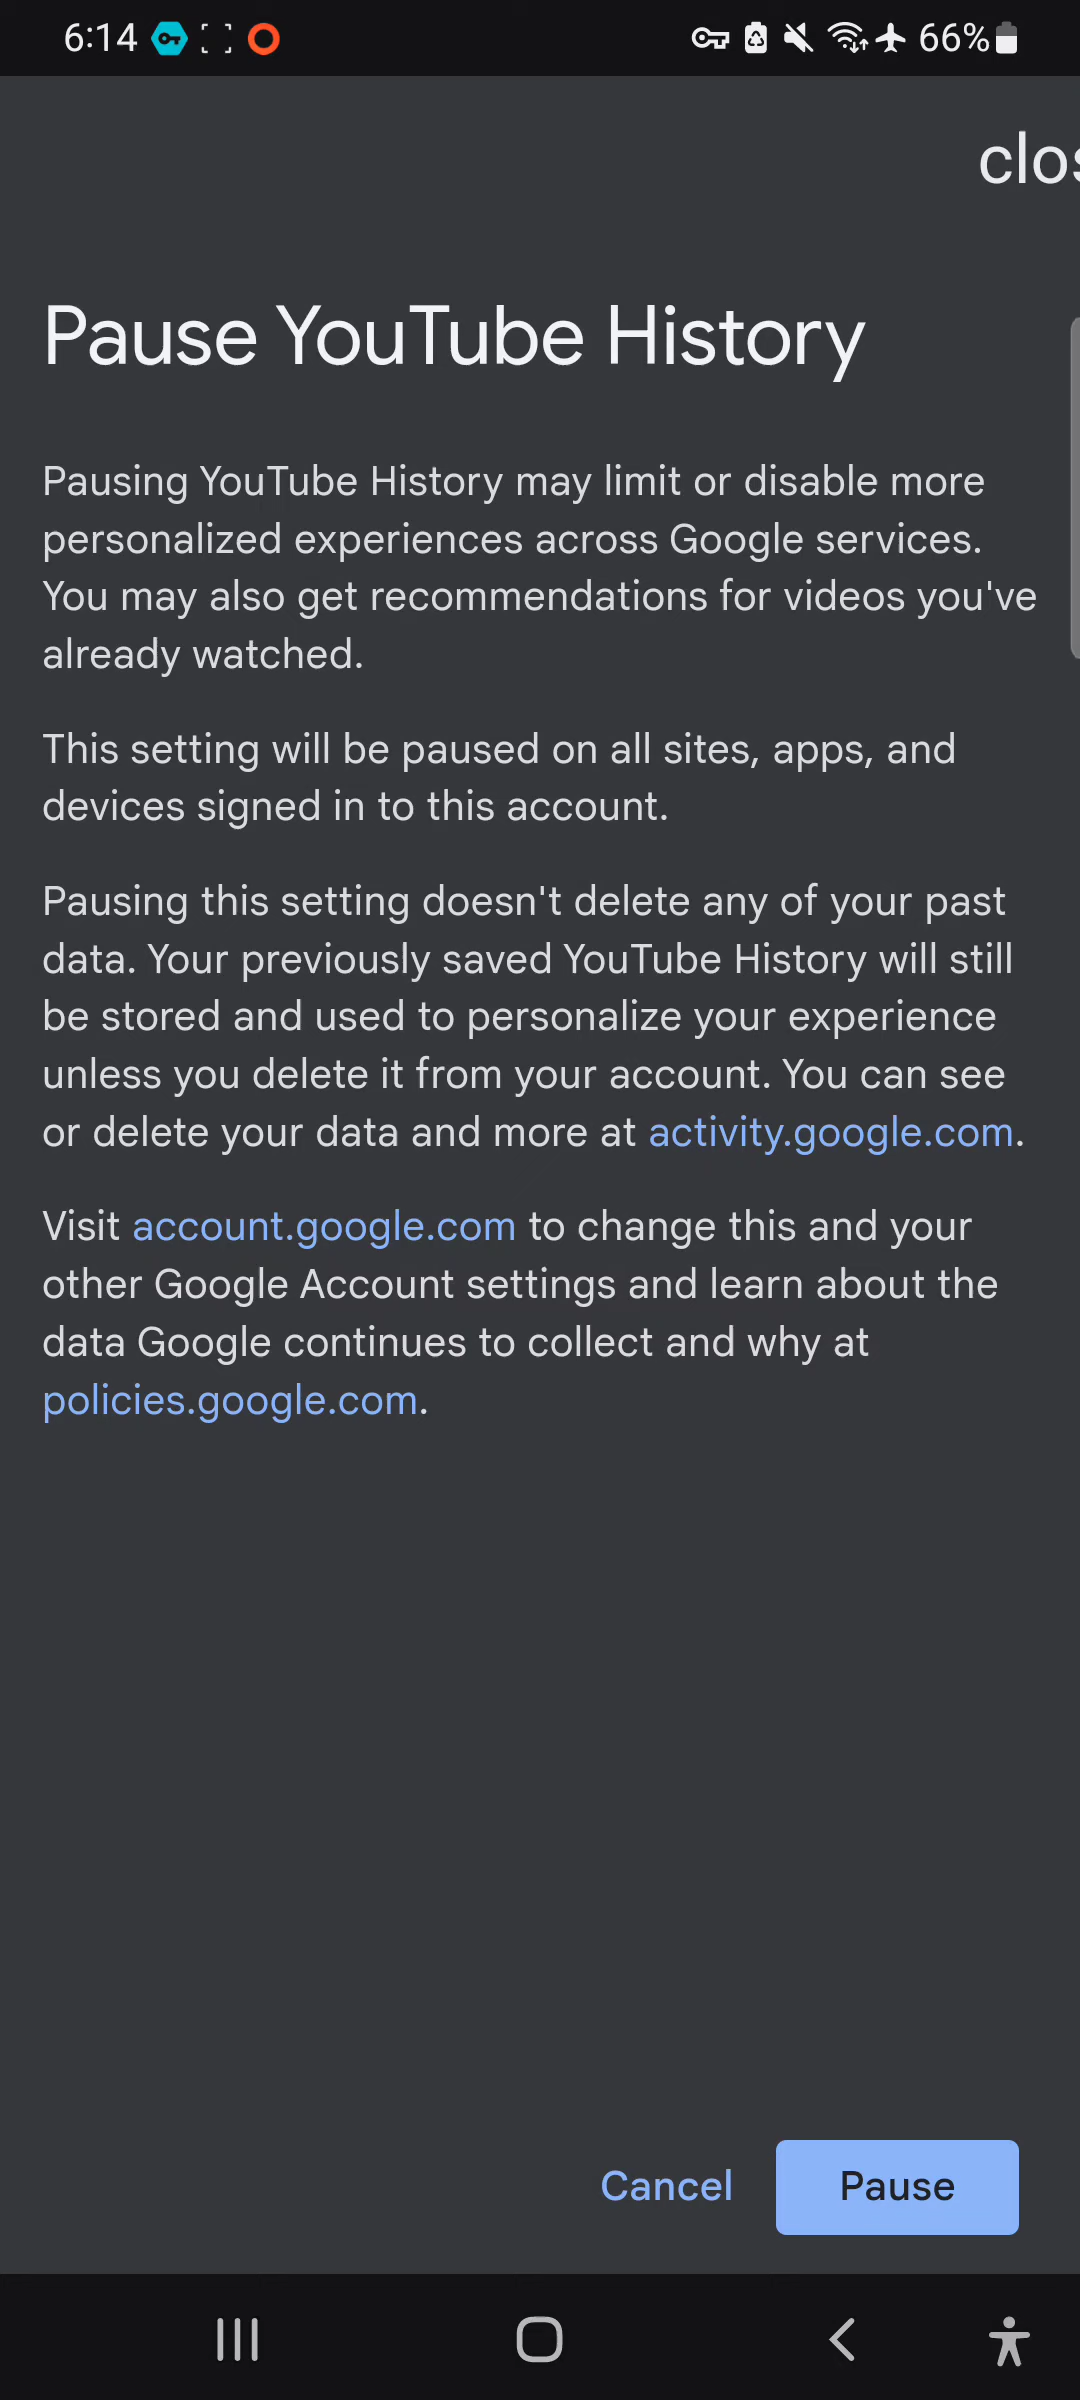 6:14
66%
clos
Pause YouTube History
Pausing YouTube History may limit or disable more
personalized experiences across Google services.
You may also get recommendations for videos you've
already watched.
This setting will be paused on all sites, apps, and
devices signed in to this account.
Pausing this setting doesn't delete any of your past
data. Your previously saved YouTube History will still
be stored and used to personalize your experience
unless you delete it from your account. You can see
or delete your data and more at activity.google.com.
Visit account.google.com to change this and your
other Google Account settings and learn about the
data Google continues to collect and why at
policies.google.com.
Cancel
Pause